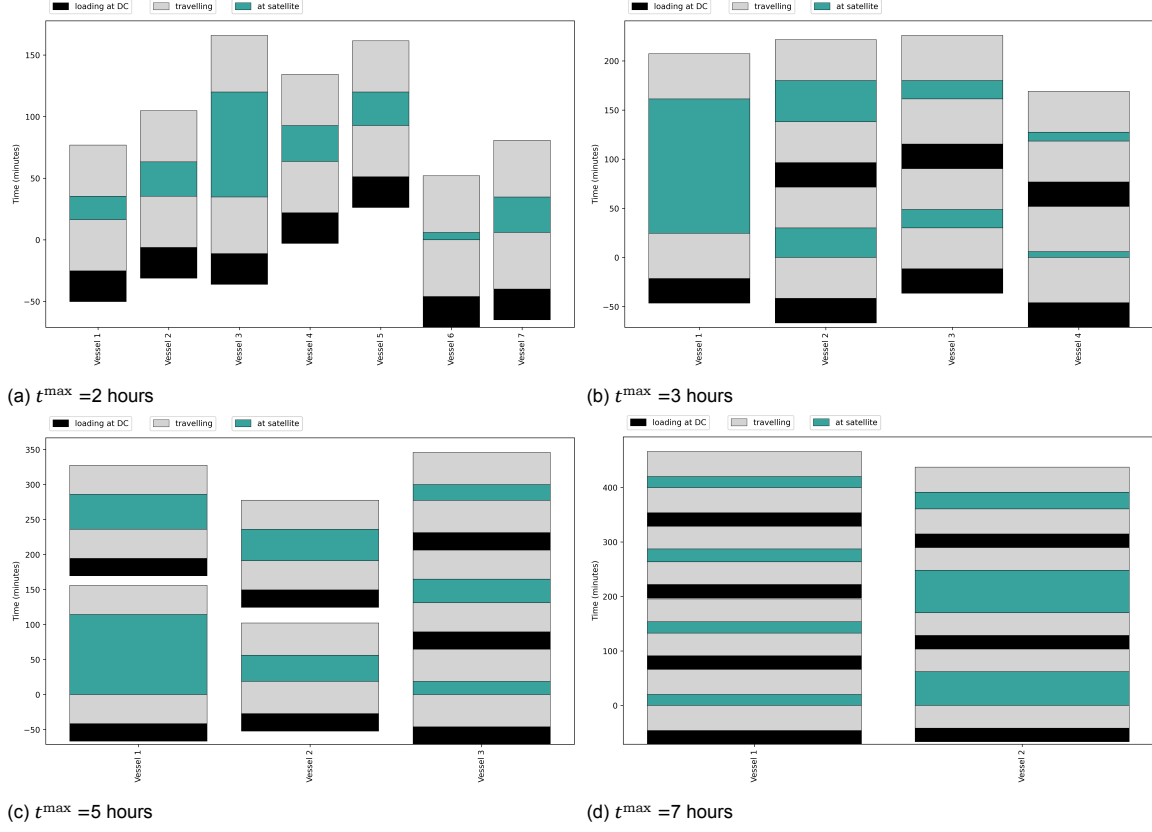 loading at DC travelling at satellite
Time (minutes)
150
100
50
0
−50
Vessel 1
Vessel 2
Vessel 3
Vessel 4
Vessel 5
Vessel 6
Vessel 7
(a) t^max =2 hours
loading at DC travelling at satellite
Time (minutes)
200
150
100
50
0
−50
Vessel 1
Vessel 2
Vessel 3
Vessel 4
(b) t^max =3 hours
loading at DC travelling at satellite
Time (minutes)
350
300
250
200
150
100
50
0
−50
Vessel 1
Vessel 2
Vessel 3
(c) t^max =5 hours
loading at DC travelling at satellite
Time (minutes)
400
300
200
100
0
Vessel 1
Vessel 2
(d) t^max =7 hours